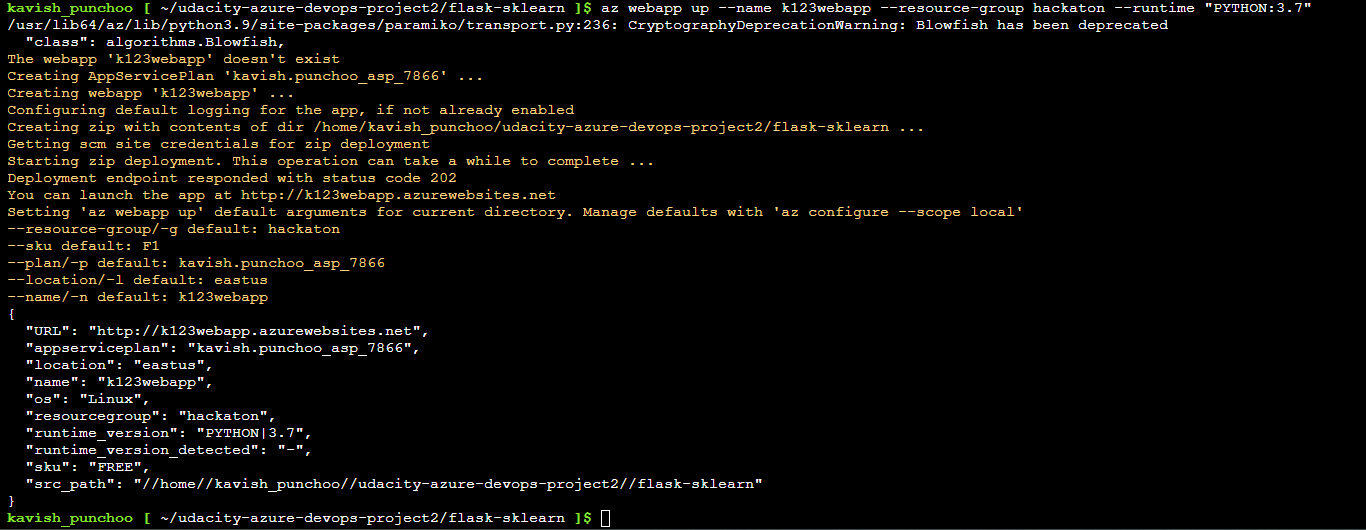 kavish_punchoo [ ~/udacity-azure-devops-project2/flask-sklearn ]$ az webapp up --name k123webapp --resource-group hackaton --runtime "PYTHON:3.7"
/usr/lib64/az/lib/python3.9/site-packages/paramiko/transport.py:236: CryptographyDeprecationWarning: Blowfish has been deprecated
  "class": algorithms.Blowfish,
The webapp 'k123webapp' doesn't exist
Creating AppServicePlan 'kavish.punchoo_asp_7866' ...
Creating webapp 'k123webapp' ...
Configuring default logging for the app, if not already enabled
Creating zip with contents of dir /home/kavish_punchoo/udacity-azure-devops-project2/flask-sklearn ...
Getting scm site credentials for zip deployment
Starting zip deployment. This operation can take a while to complete ...
Deployment endpoint responded with status code 202
You can launch the app at http://k123webapp.azurewebsites.net
Setting 'az webapp up' default arguments for current directory. Manage defaults with 'az configure --scope local'
--resource-group/-g default: hackaton
--sku default: F1
--plan/-p default: kavish.punchoo_asp_7866
--location/-l default: eastus
--name/-n default: k123webapp
{
  "URL": "http://k123webapp.azurewebsites.net",
  "appserviceplan": "kavish.punchoo_asp_7866",
  "location": "eastus",
  "name": "k123webapp",
  "os": "Linux",
  "resourcegroup": "hackaton",
  "runtime_version": "PYTHON|3.7",
  "runtime_version_detected": "-",
  "sku": "FREE",
  "src_path": "//home//kavish_punchoo//udacity-azure-devops-project2//flask-sklearn"
}
kavish_punchoo [ ~/udacity-azure-devops-project2/flask-sklearn ]$